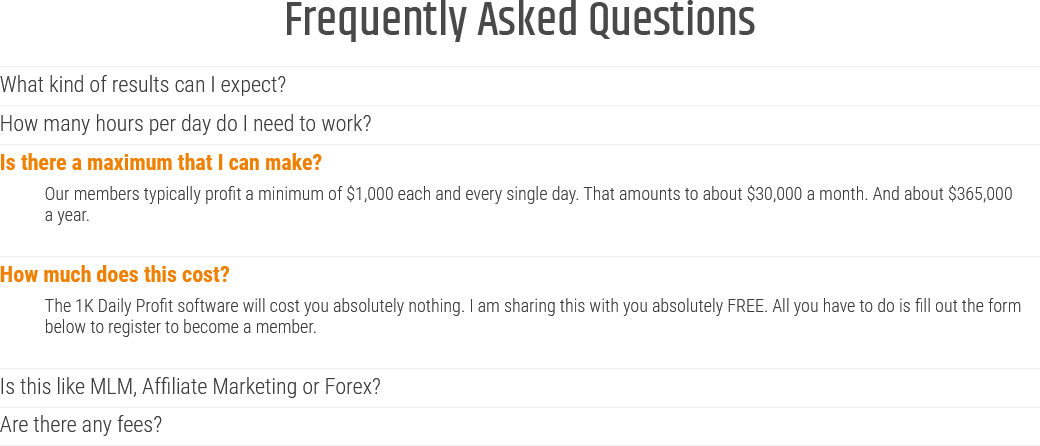 Frequently Asked Questions
What kind of results can I expect?
How many hours per day do I need to work?
Is there a maximum that I can make?
Our members typically profit a minimum of $1,000 each and every single day. That amounts to about $30,000 a month. And about $365,000
a year.
How much does this cost?
The 1K Daily Profit software will cost you absolutely nothing. I am sharing this with you absolutely FREE. All you have to do is fill out the form
below to register to become a member.
Is this like MLM, Affiliate Marketing or Forex?
Are there any fees?